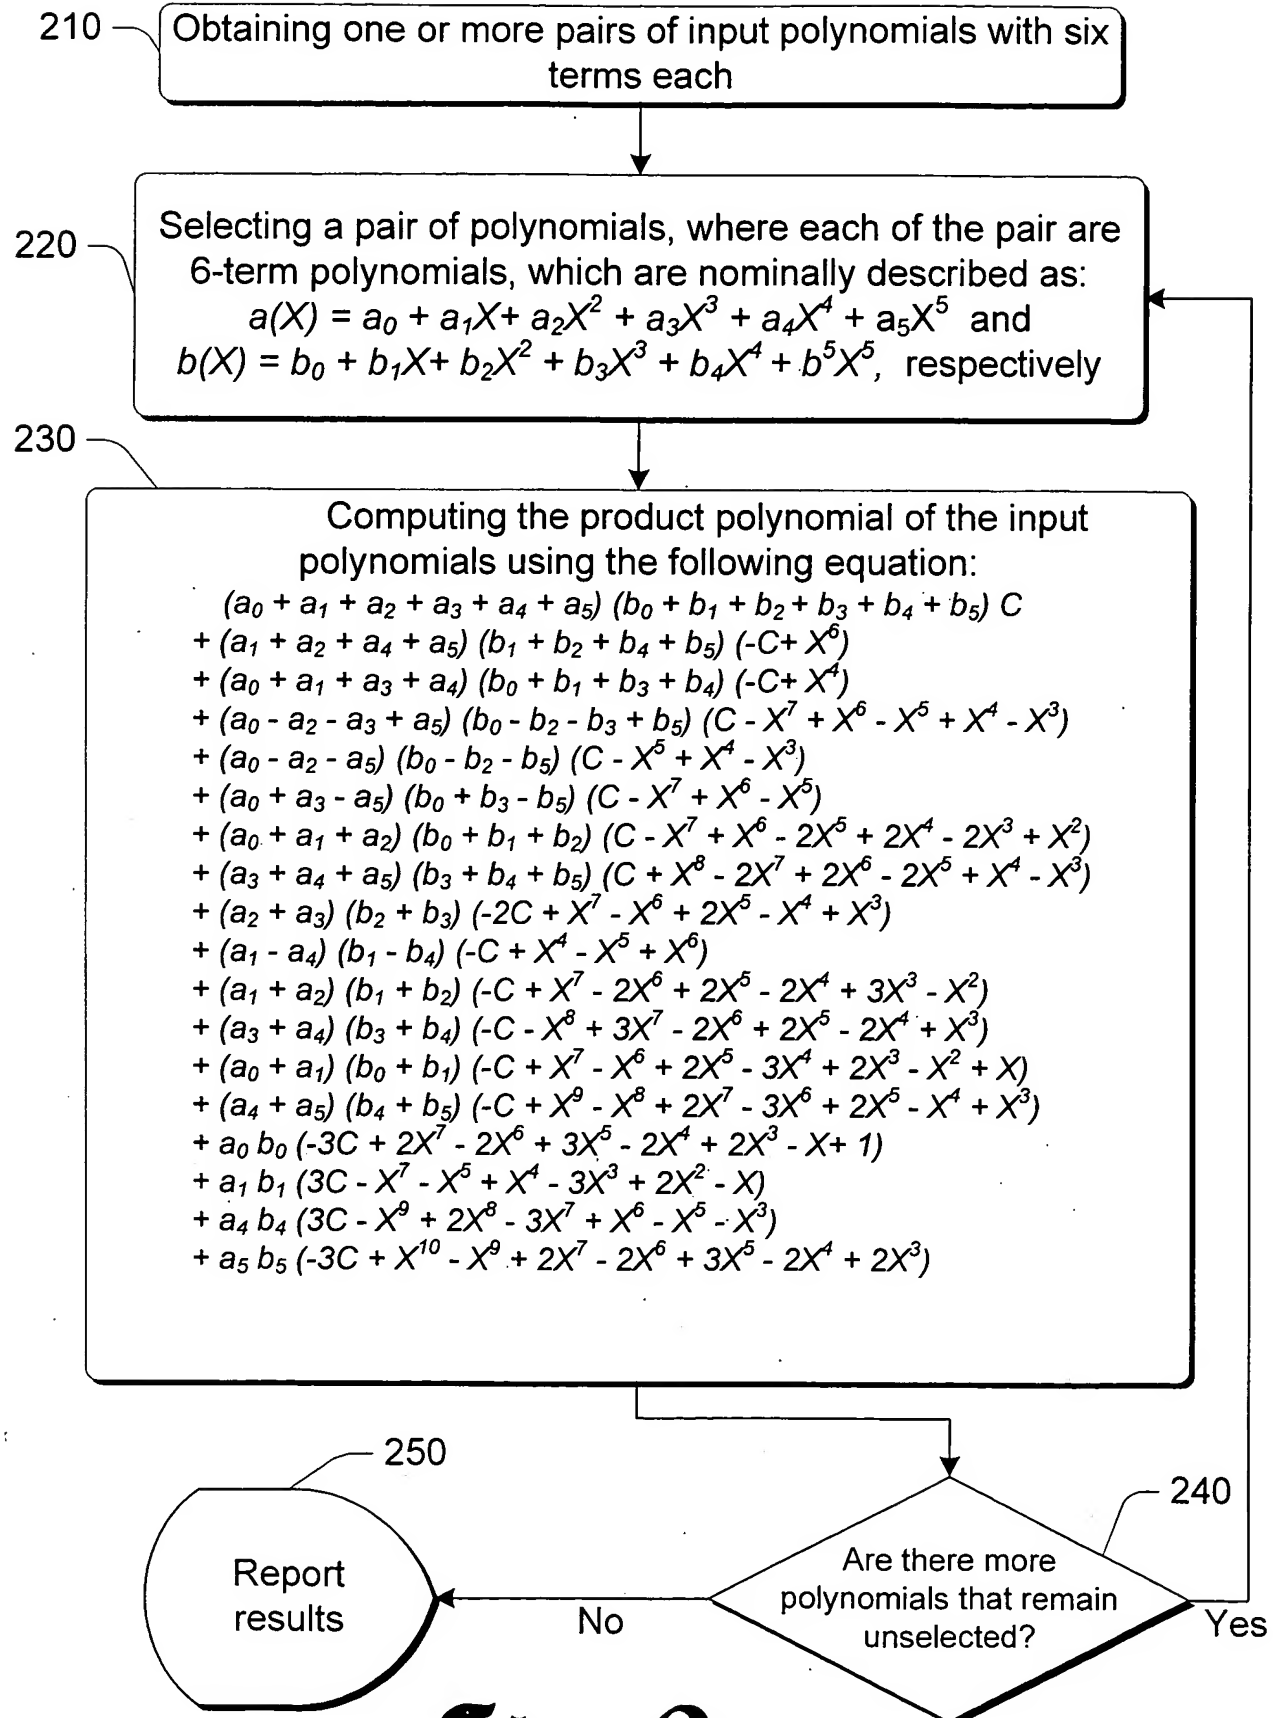 210
Obtaining one or more pairs of input polynomials with six
terms each
220
Selecting a pair of polynomials, where each of the pair are
6-term polynomials, which are nominally described as:
a(X) = a₀ + a₁X+ a₂X² + a₃X³ + a₄X⁴ + a₅X⁵ and
b(X) = b₀ + b₁X+ b₂X² + b₃X³ + b₄X⁴ + b⁵X⁵, respectively
230
Computing the product polynomial of the input
polynomials using the following equation:
(a₀ + a₁ + a₂ + a₃ + a₄ + a₅) (b₀ + b₁ + b₂ + b₃ + b₄ + b₅) C
+ (a₁ + a₂ + a₄ + a₅) (b₁ + b₂ + b₄ + b₅) (-C+ X⁶)
+ (a₀ + a₁ + a₃ + a₄) (b₀ + b₁ + b₃ + b₄) (-C+ X⁴)
+ (a₀ - a₂ - a₃ + a₅) (b₀ - b₂ - b₃ + b₅) (C - X⁷ + X⁶ - X⁵ + X⁴ - X³)
+ (a₀ - a₂ - a₅) (b₀ - b₂ - b₅) (C - X⁵ + X⁴ - X³)
+ (a₀ + a₃ - a₅) (b₀ + b₃ - b₅) (C - X⁷ + X⁶ - X⁵)
+ (a₀ + a₁ + a₂) (b₀ + b₁ + b₂) (C - X⁷ + X⁶ - 2X⁵ + 2X⁴ - 2X³ + X²)
+ (a₃ + a₄ + a₅) (b₃ + b₄ + b₅) (C + X⁸ - 2X⁷ + 2X⁶ - 2X⁵ + X⁴ - X³)
+ (a₂ + a₃) (b₂ + b₃) (-2C + X⁷ - X⁶ + 2X⁵ - X⁴ + X³)
+ (a₁ - a₄) (b₁ - b₄) (-C + X⁴ - X⁵ + X⁶)
+ (a₁ + a₂) (b₁ + b₂) (-C + X⁷ - 2X⁶ + 2X⁵ - 2X⁴ + 3X³ - X²)
+ (a₃ + a₄) (b₃ + b₄) (-C - X⁸ + 3X⁷ - 2X⁶ + 2X⁵ - 2X⁴ + X³)
+ (a₀ + a₁) (b₀ + b₁) (-C + X⁷ - X⁶ + 2X⁵ - 3X⁴ + 2X³ - X² + X)
+ (a₄ + a₅) (b₄ + b₅) (-C + X⁹ - X⁸ + 2X⁷ - 3X⁶ + 2X⁵ - X⁴ + X³)
+ a₀ b₀ (-3C + 2X⁷ - 2X⁶ + 3X⁵ - 2X⁴ + 2X³ - X+ 1)
+ a₁ b₁ (3C - X⁷ - X⁵ + X⁴ - 3X³ + 2X² - X)
+ a₄ b₄ (3C - X⁹ + 2X⁸ - 3X⁷ + X⁶ - X⁵ - X³)
+ a₅ b₅ (-3C + X¹⁰ - X⁹ + 2X⁷ - 2X⁶ + 3X⁵ - 2X⁴ + 2X³)
250
240
Are there more
polynomials that remain
unselected?
Report
results
No
Yes